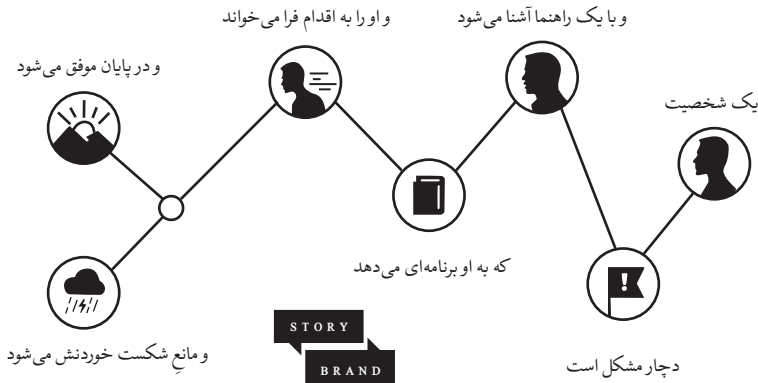 یک شخصیت
دچار مشکل است
و با یک راهنما آشنا می‌شود
که به او برنامه‌ای می‌دهد
و او را به اقدام فرا می‌خواند
و در پایان موفق می‌شود
و مانعِ شکست خوردنش می‌شود
STORY
BRAND